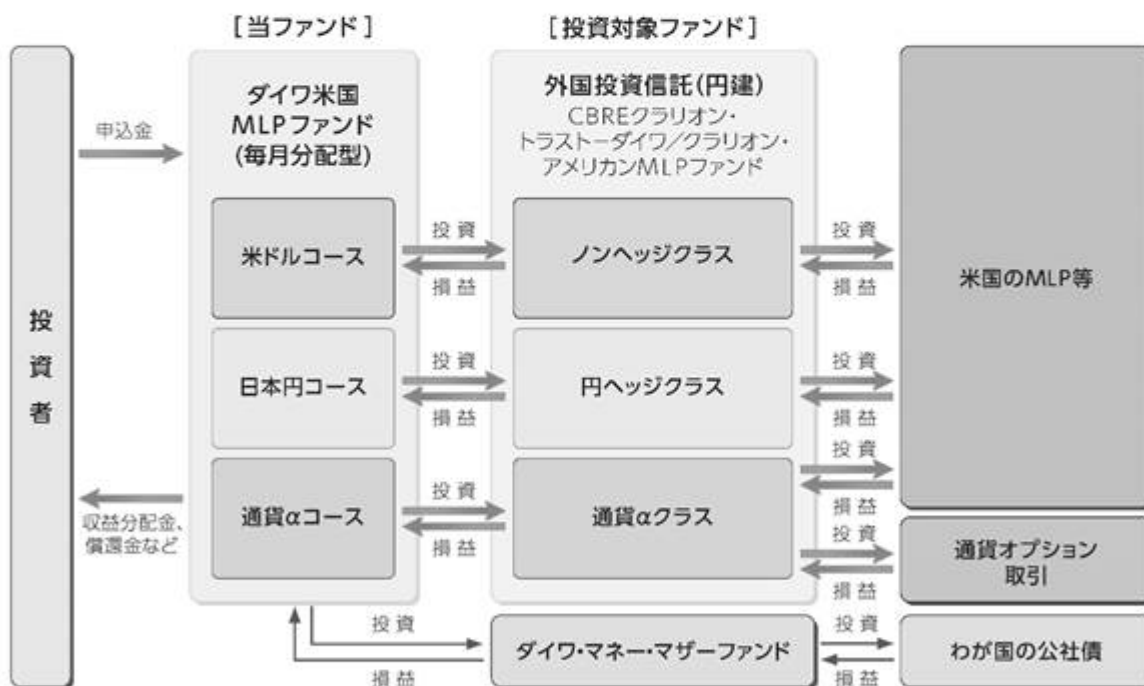 [当ファンド]
[投資対象ファンド]
投資者
申込金
収益分配金、
償還金など
ダイワ米国
MLPファンド
(毎月分配型)
米ドルコース
日本円コース
通貨αコース
投資
損益
投資
損益
投資
損益
外国投資信託(円建)
CBREクラリオン・
トラストーダイワ/クラリオン・
アメリカンMLPファンド
ノンヘッジクラス
円ヘッジクラス
通貨αクラス
投資
損益
投資
損益
投資
損益
投資
損益
米国のMLP等
通貨オプション
取引
投資
損益
ダイワ・マネー・マザーファンド
投資
損益
わが国の公社債